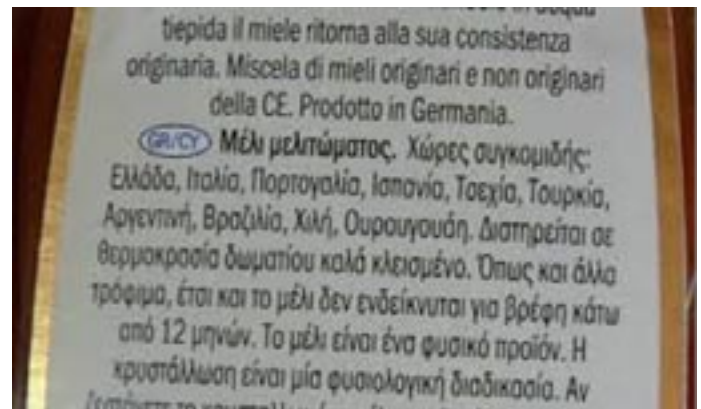 tiepida il miele ritorna alla sua consistenza
originaria. Miscela di mieli originari e non originari
della CE. Prodotto in Germania.
GR/CY Μέλι μελιτώματος. Χώρες συγκομιδής:
Ελλάδα, Ιταλία, Πορτογαλία, Ισπανία, Τσεχία, Τουρκία,
Αργεντινή, Βραζιλία, Χιλή, Ουρουγουάη. Διατηρείται σε
θερμοκρασία δωματίου καλά κλεισμένο. Όπως και άλλα
τρόφιμα, έτσι και το μέλι δεν ενδείκνυται για βρέφη κάτω
από 12 μηνών. Το μέλι είναι ένα φυσικό προϊόν. Η
κρυστάλλωση είναι μία φυσιολογική διαδικασία. Αν